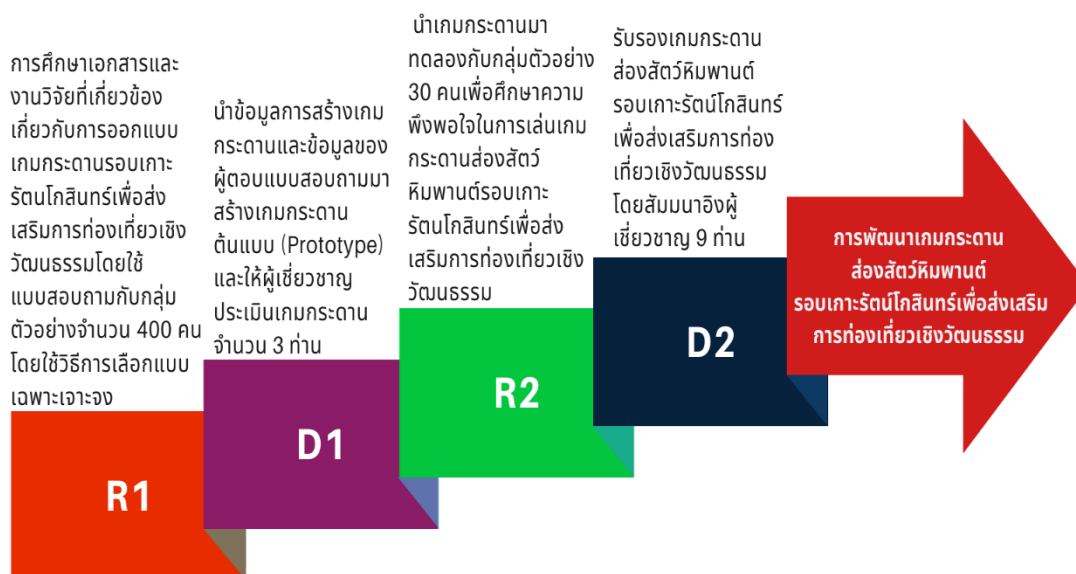 การศึกษาเอกสารและ
งานวิจัยที่เกี่ยวข้อง
เกี่ยวกับการออกแบบ
เกมกระดานรอบเกาะ
รัตนโกสินทร์เพื่อส่ง
เสริมการท่องเที่ยวเชิง
วัฒนธรรมโดยใช้
แบบสอบถามกับกลุ่ม
ตัวอย่างจำนวน 400 คน
โดยใช้วิธีการเลือกแบบ
เฉพาะเจาะจง
R1
นำข้อมูลการสร้างเกม
กระดานและข้อมูลของ
ผู้ตอบแบบสอบถามมา
สร้างเกมกระดาน
ต้นแบบ (Prototype)
และให้ผู้เชี่ยวชาญ
ประเมินเกมกระดาน
จำนวน 3 ท่าน
D1
นำเกมกระดานมา
ทดลองกับกลุ่มตัวอย่าง
30 คนเพื่อศึกษาความ
พึงพอใจในการเล่นเกม
กระดานส่องสัตว์
หิมพานต์รอบเกาะ
รัตนโกสินทร์เพื่อส่ง
เสริมการท่องเที่ยวเชิง
วัฒนธรรม
R2
รับรองเกมกระดาน
ส่องสัตว์หิมพานต์
รอบเกาะรัตน์โกสินทร์
เพื่อส่งเสริมการท่อง
เที่ยวเชิงวัฒนธรรม
โดยสัมมนาอิงผู้
เชี่ยวชาญ 9 ท่าน
D2
การพัฒนาเกมกระดาน
ส่องสัตว์หิมพานต์
รอบเกาะรัตน์โกสินทร์เพื่อส่งเสริม
การท่องเที่ยวเชิงวัฒนธรรม